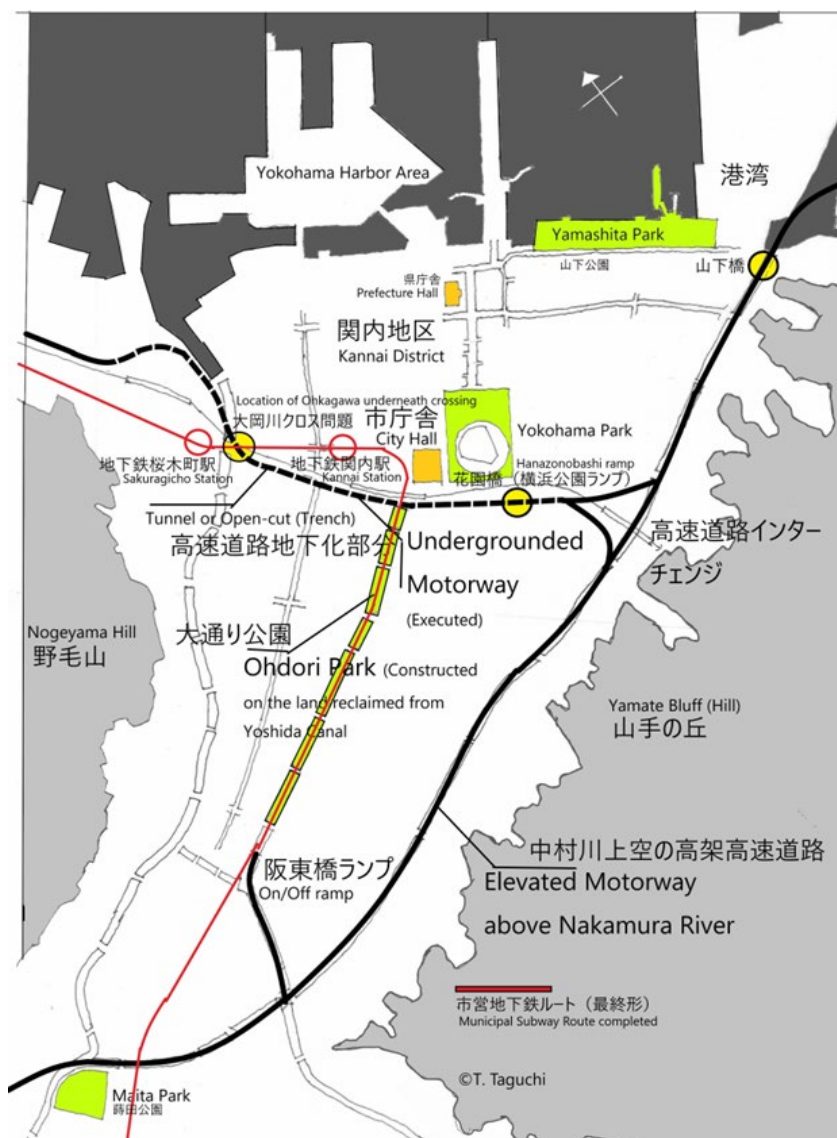 Yokohama Harbor Area
港湾
Yamashita Park
山下公園
山下橋
県庁舎
Prefecture Hall
関内地区
Kannai District
Location of Ohkagawa underneath crossing
大岡川クロス問題
市庁舎
City Hall
Yokohama Park
Hanazonobashi ramp
花園橋（横浜公園ランプ）
地下鉄桜木町駅
Sakuragicho Station
地下鉄関内駅
Kannai Station
Tunnel or Open-cut (Trench)
高速道路地下化部分
Undergrounded
Motorway
(Executed)
高速道路インター
チェンジ
Nogeyama Hill
野毛山
大通り公園
Ohdori Park (Constructed
on the land reclaimed from
Yoshida Canal
Yamate Bluff (Hill)
山手の丘
阪東橋ランプ
On/Off ramp
中村川上空の高架高速道路
Elevated Motorway
above Nakamura River
市営地下鉄ルート（最終形）
Municipal Subway Route completed
©T. Taguchi
Maita Park
蒔田公園